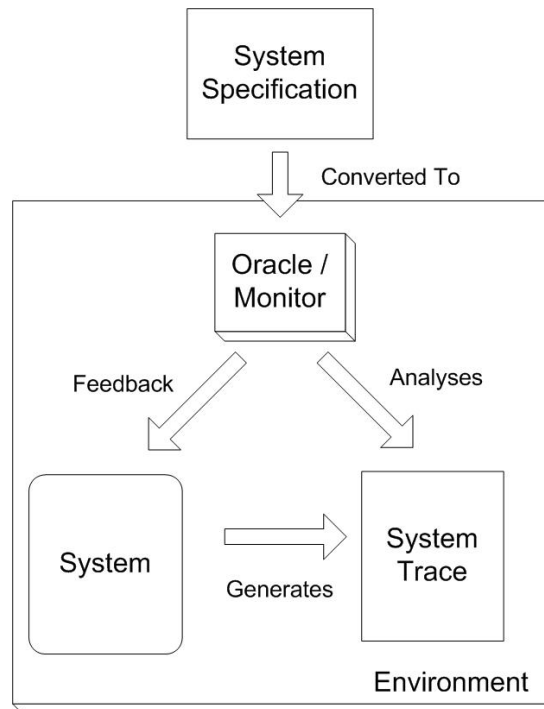 System
Specification
Converted To
Oracle /
Monitor
Feedback
Analyses
System
Generates
System
Trace
Environment